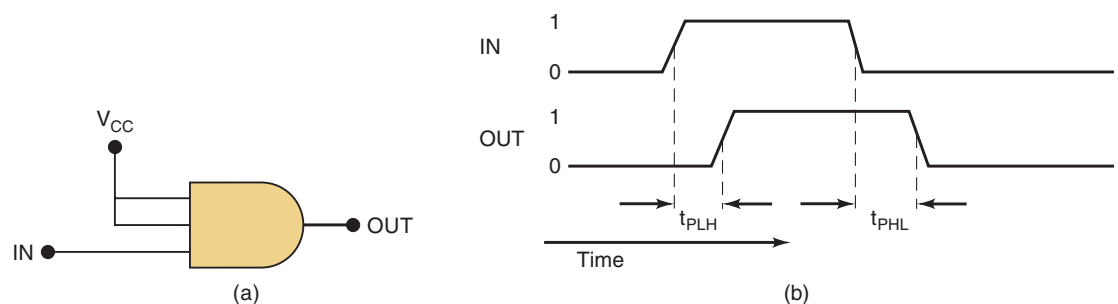 V_CC
IN
OUT
(a)
IN
1
0
OUT
1
0
t_PLH
t_PHL
Time
(b)